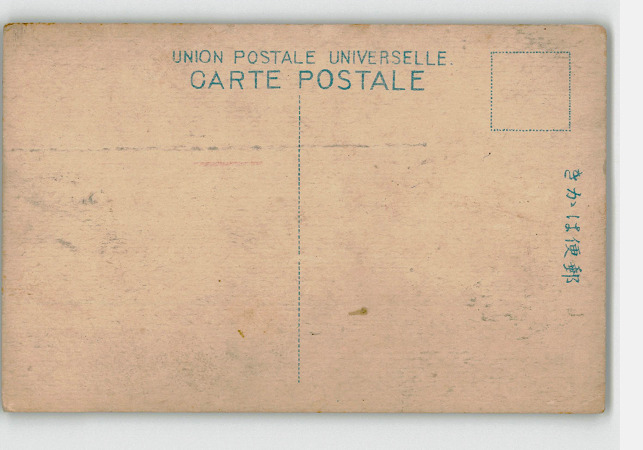 UNION POSTALE UNIVERSELLE.
CARTE POSTALE
きかは便郵